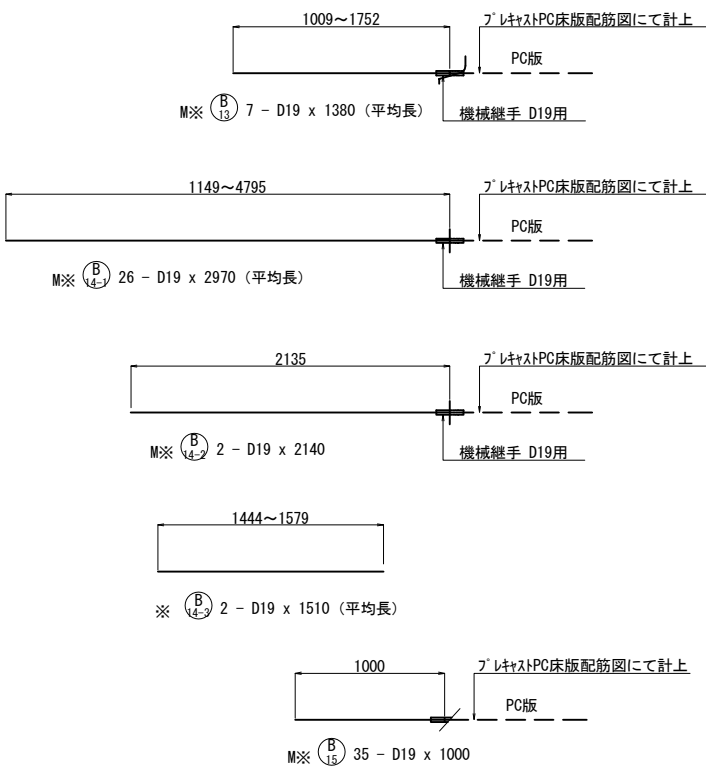 1009～1752
プレキャストPC床版配筋図にて計上
PC版
M※ B13 7 - D19 x 1380 (平均長)
機械継手 D19用
1149～4795
プレキャストPC床版配筋図にて計上
PC版
M※ B14-1 26 - D19 x 2970 (平均長)
機械継手 D19用
2135
プレキャストPC床版配筋図にて計上
PC版
M※ B14-2 2 - D19 x 2140
機械継手 D19用
1444～1579
※ B14-3 2 - D19 x 1510 (平均長)
1000
プレキャストPC床版配筋図にて計上
PC版
M※ B15 35 - D19 x 1000